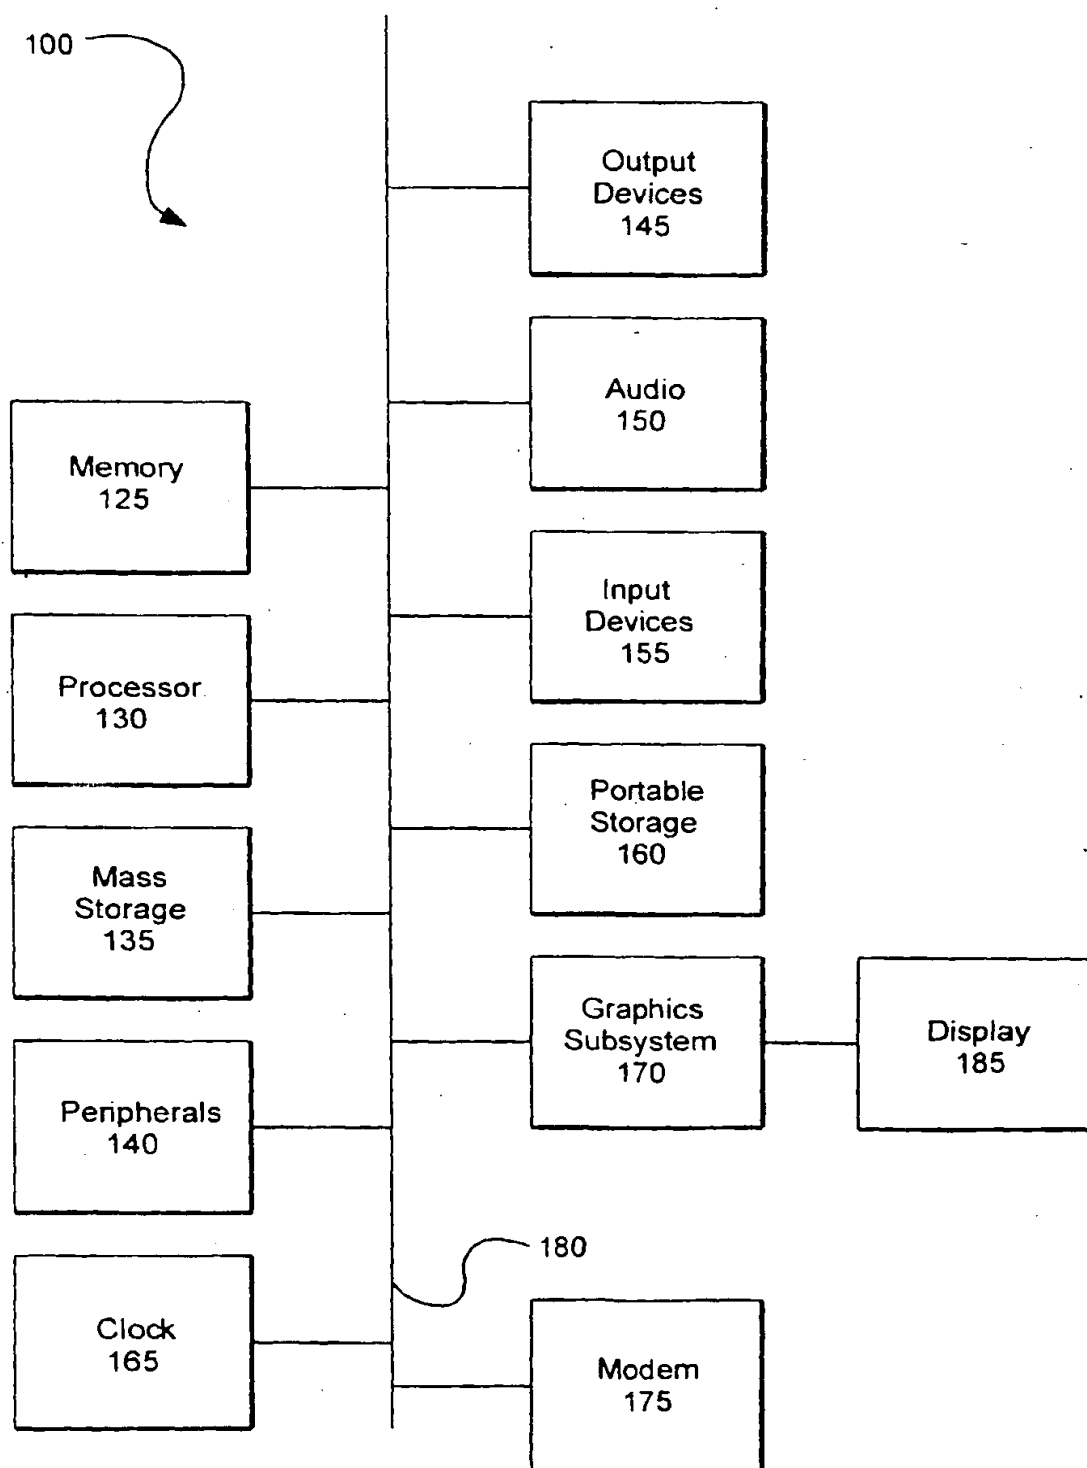 100
Output
Devices
145
Audio
150
Memory
125
Input
Devices
155
Processor
130
Portable
Storage
160
Mass
Storage
135
Graphics
Subsystem
170
Display
185
Peripherals
140
180
Clock
165
Modem
175